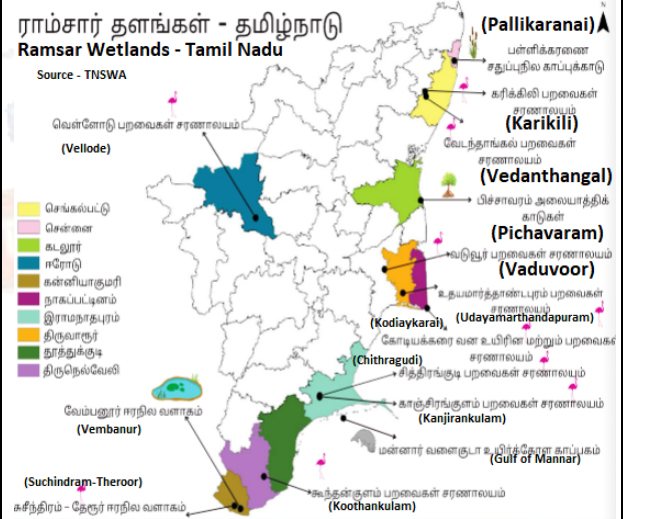 ராம்சார் தளங்கள் - தமிழ்நாடு
Ramsar Wetlands - Tamil Nadu
Source - TNSWA
(Pallikaranai)
பள்ளிக்கரணை
சதுப்புநில காப்புக்காடு
கரிக்கிலி பறவைகள்
சரணாலயம்
(Karikili)
வேடந்தாங்கல் பறவைகள்
சரணாலயம்
(Vedanthangal)
பிச்சாவரம் அலையாத்திக்
காடுகள்
(Pichavaram)
வடுவூர் பறவைகள் சரணாலயம்
(Vaduvoor)
உதயமார்த்தாண்டபுரம் பறவைகள்
சரணாலயம்
(Udayamarthandapuram)
(Kodiaykarai)
கோடியக்கரை வன உயிரின மற்றும் பறவைகள்
சரணாலயம்
(Chithragudi)
சித்திரங்குடி பறவைகள் சரணாலயமும்
காஞ்சிரங்குளம் பறவைகள் சரணாலயம்
(Kanjirankulam)
மன்னார் வளைகுடா உயிர்க்கோள காப்பகம்
(Gulf of Mannar)
கூந்தன்குளம் பறவைகள் சரணாலயம்
(Koothankulam)
வெள்ளோடு பறவைகள் சரணாலயம்
(Vellode)
செங்கல்பட்டு
சென்னை
கடலூர்
ஈரோடு
கன்னியாகுமரி
நாகப்பட்டினம்
இராமநாதபுரம்
திருவாரூர்
தூத்துக்குடி
திருநெல்வேலி
வேம்பனூர் ஈரநில வளாகம்
(Vembanur)
(Suchindram-Theroor)
சுசீந்திரம் - தேரூர் ஈரநில வளாகம்